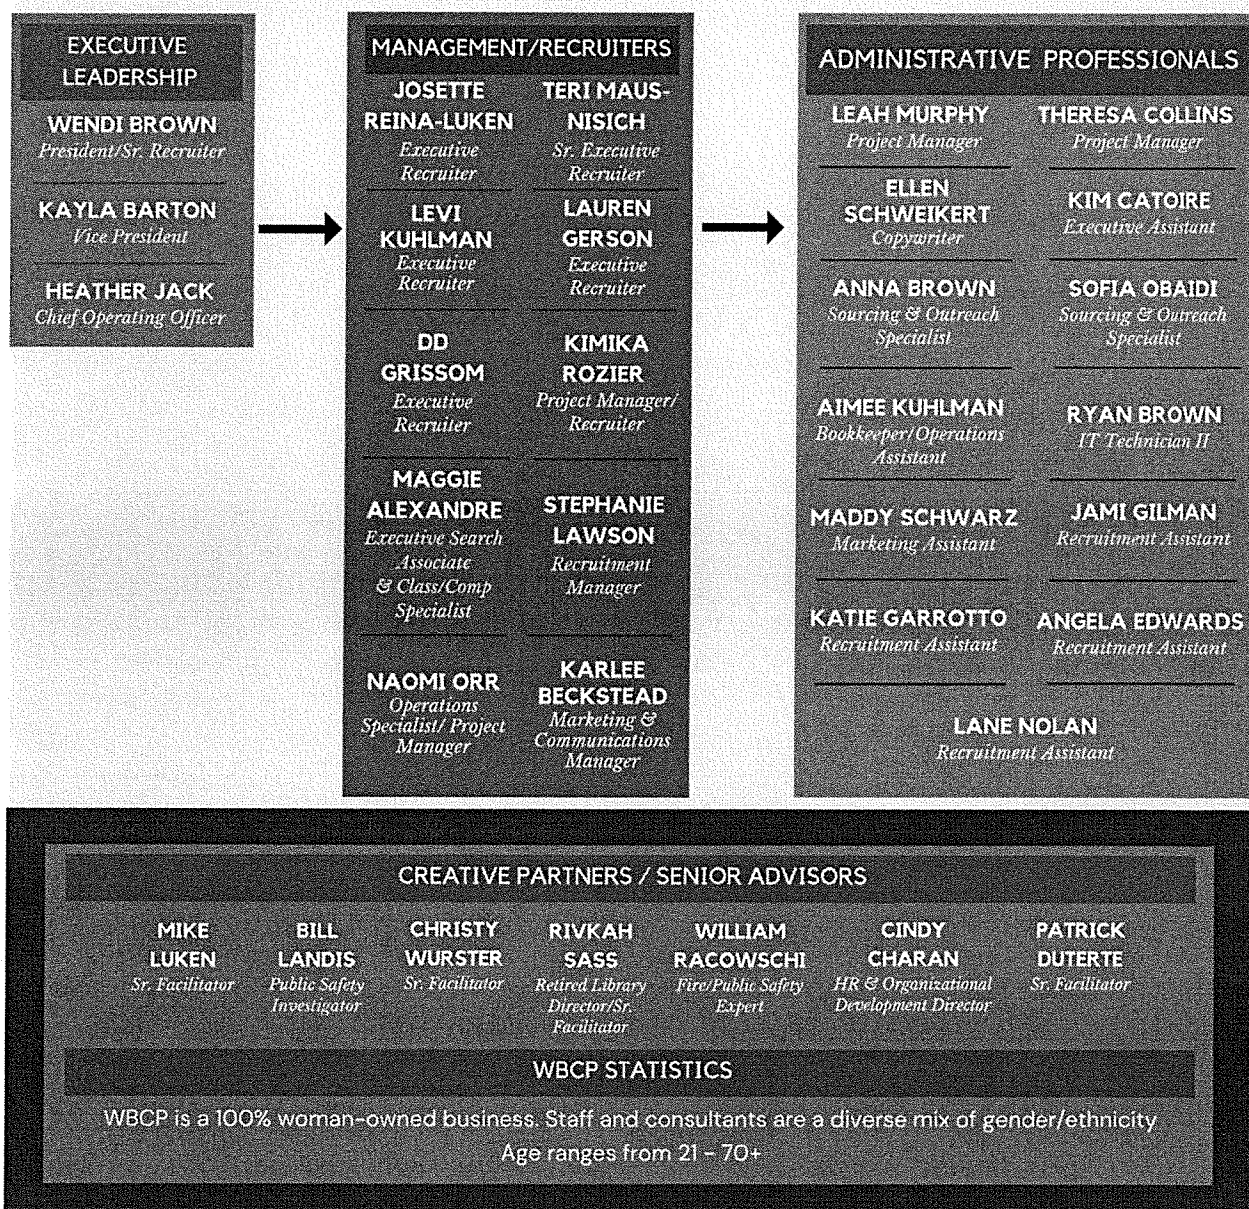 EXECUTIVE
LEADERSHIP
WENDI BROWN
President/Sr. Recruiter
KAYLA BARTON
Vice President
HEATHER JACK
Chief Operating Officer
MANAGEMENT/RECRUITERS
JOSETTE
REINA-LUKEN
Executive
Recruiter
TERI MAUS-
NISICH
Sr. Executive
Recruiter
LEVI
KUHLMAN
Executive
Recruiter
LAUREN
GERSON
Executive
Recruiter
DD
GRISSOM
Executive
Recruiter
KIMIKA
ROZIER
Project Manager/
Recruiter
MAGGIE
ALEXANDRE
Executive Search
Associate
& Class/Comp
Specialist
STEPHANIE
LAWSON
Recruitment
Manager
NAOMI ORR
Operations
Specialist/ Project
Manager
KARLEE
BECKSTEAD
Marketing &
Communications
Manager
ADMINISTRATIVE PROFESSIONALS
LEAH MURPHY
Project Manager
THERESA COLLINS
Project Manager
ELLEN
SCHWEIKERT
Copywriter
KIM CATOIRE
Executive Assistant
ANNA BROWN
Sourcing & Outreach
Specialist
SOFIA OBAIDI
Sourcing & Outreach
Specialist
AIMEE KUHLMAN
Bookkeeper/Operations
Assistant
RYAN BROWN
IT Technician II
MADDY SCHWARZ
Marketing Assistant
JAMI GILMAN
Recruitment Assistant
KATIE GARROTTO
Recruitment Assistant
ANGELA EDWARDS
Recruitment Assistant
LANE NOLAN
Recruitment Assistant
CREATIVE PARTNERS / SENIOR ADVISORS
MIKE
LUKEN
Sr. Facilitator
BILL
LANDIS
Public Safety
Investigator
CHRISTY
WURSTER
Sr. Facilitator
RIVKAH
SASS
Retired Library
Director/Sr.
Facilitator
WILLIAM
RACOWSCHI
Fire/Public Safety
Expert
CINDY
CHARAN
HR & Organizational
Development Director
PATRICK
DUTERTE
Sr. Facilitator
WBCP STATISTICS
WBCP is a 100% woman-owned business. Staff and consultants are a diverse mix of gender/ethnicity
Age ranges from 21 - 70+